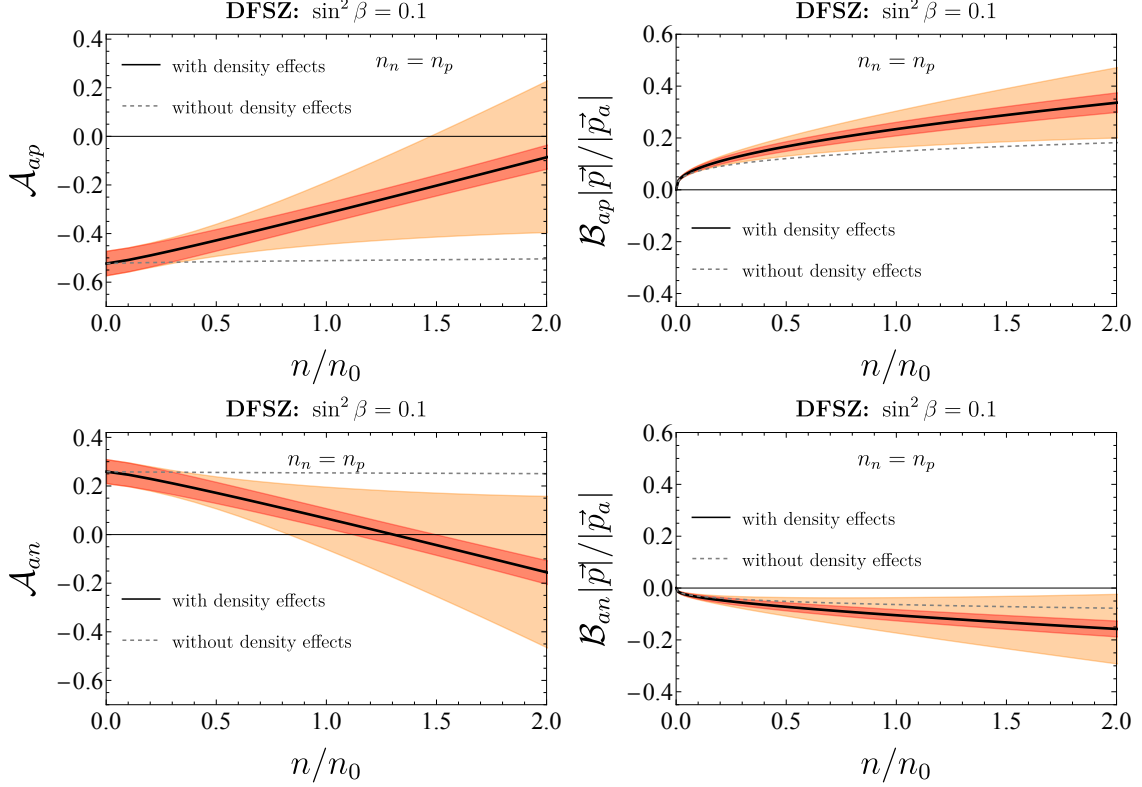 DFSZ: sin² β = 0.1
0.4
0.2
0.0
−0.2
−0.4
−0.6
with density effects
without density effects
n_n = n_p
𝒜_ap
0.0 0.5 1.0 1.5 2.0
n/n₀
DFSZ: sin² β = 0.1
0.6
0.4
0.2
0.0
−0.2
−0.4
n_n = n_p
with density effects
without density effects
ℬ_ap|p⃗|/|p⃗_a|
0.0 0.5 1.0 1.5 2.0
n/n₀
DFSZ: sin² β = 0.1
0.4
0.2
0.0
−0.2
−0.4
−0.6
n_n = n_p
with density effects
without density effects
𝒜_an
0.0 0.5 1.0 1.5 2.0
n/n₀
DFSZ: sin² β = 0.1
0.6
0.4
0.2
0.0
−0.2
−0.4
n_n = n_p
with density effects
without density effects
ℬ_an|p⃗|/|p⃗_a|
0.0 0.5 1.0 1.5 2.0
n/n₀